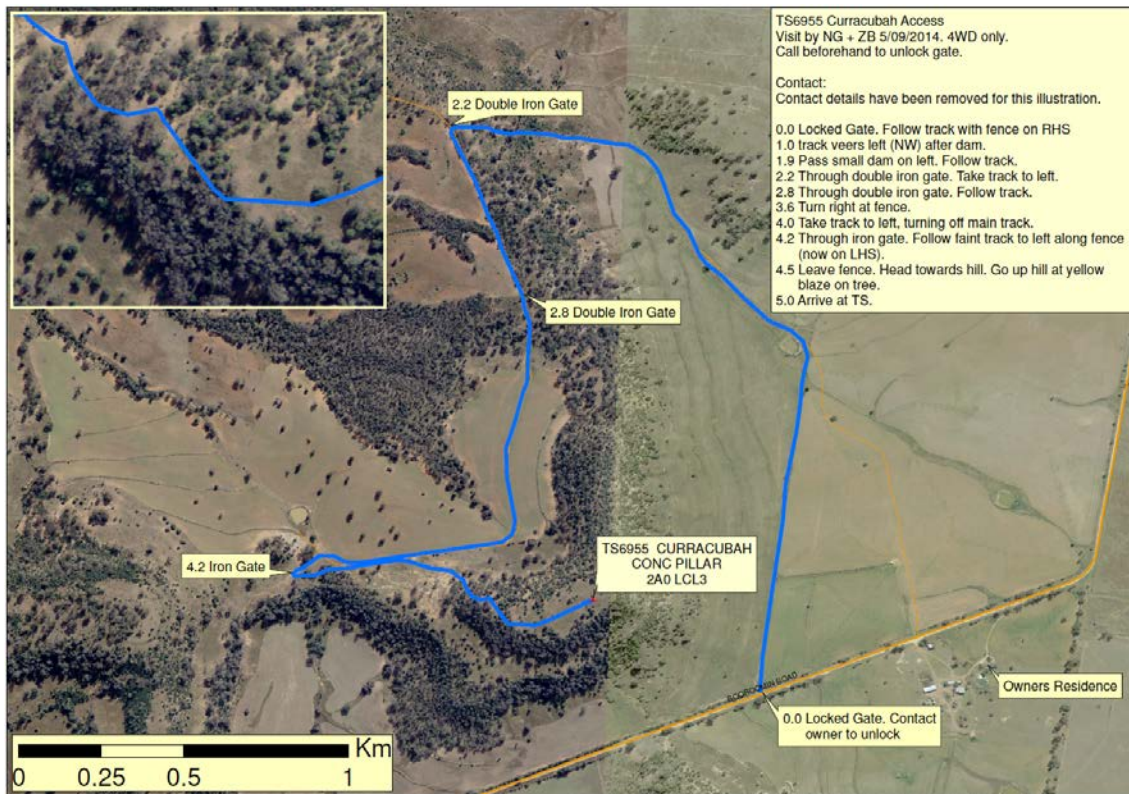 TS6955 Curracubah Access
Visit by NG + ZB 5/09/2014. 4WD only.
Call beforehand to unlock gate.
Contact:
Contact details have been removed for this illustration.
0.0 Locked Gate. Follow track with fence on RHS
1.0 track veers left (NW) after dam.
1.9 Pass small dam on left. Follow track.
2.2 Through double iron gate. Take track to left.
2.8 Through double iron gate. Follow track.
3.6 Turn right at fence.
4.0 Take track to left, turning off main track.
4.2 Through iron gate. Follow faint track to left along fence
(now on LHS).
4.5 Leave fence. Head towards hill. Go up hill at yellow
blaze on tree.
5.0 Arrive at TS.
2.2 Double Iron Gate
2.8 Double Iron Gate
4.2 Iron Gate
TS6955 CURRACUBAH
CONC PILLAR
2A0 LCL3
ROAD
Owners Residence
0.0 Locked Gate. Contact
owner to unlock
Km
0 0.25 0.5 1